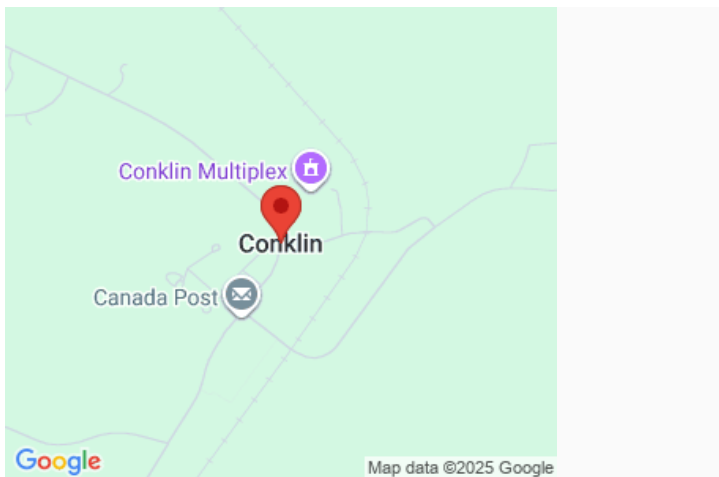 Conklin Multiplex
Conklin
Canada Post
Google
Map data ©2025 Google